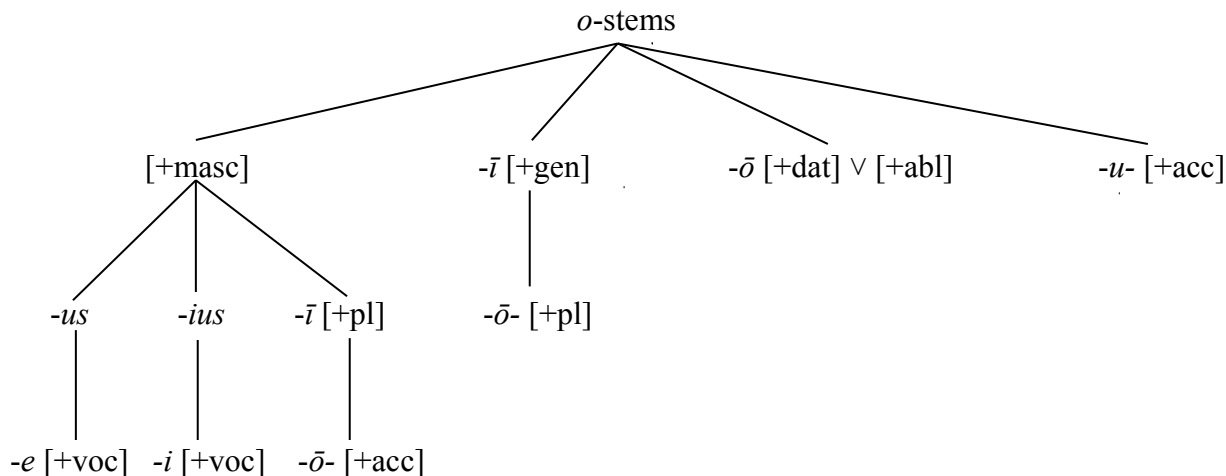 o-stems
[+masc] -ī [+gen] -ō [+dat] ∨ [+abl] -u- [+acc]
-us -ius -ī [+pl] -ō- [+pl]
-e [+voc] -i [+voc] -ō- [+acc]